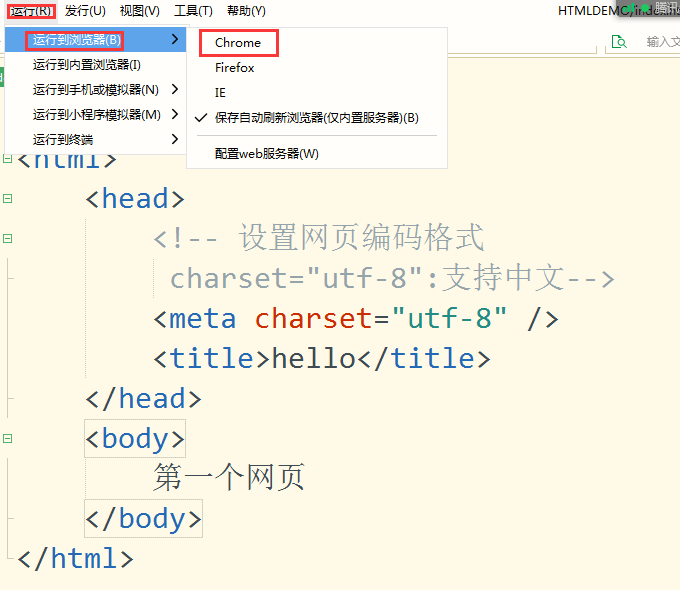 运行(R) 发行(U) 视图(V) 工具(T) 帮助(Y) HTMLDEMO/index.ht
腾讯
运行到浏览器(B)
Chrome
输入文
运行到内置浏览器(I)
Firefox
运行到手机或模拟器(N)
IE
运行到小程序模拟器(M)
保存自动刷新浏览器(仅内置服务器)(B)
运行到终端
配置web服务器(W)
<html>
<head>
<!-- 设置网页编码格式
charset="utf-8":支持中文-->
<meta charset="utf-8" />
<title>hello</title>
</head>
<body>
第一个网页
</body>
</html>